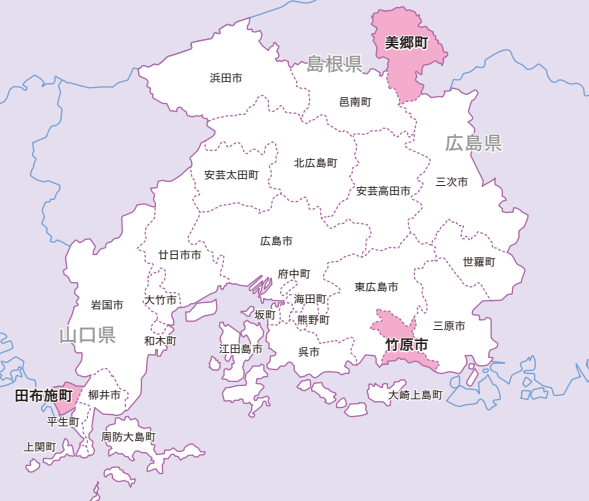 美郷町
島根県
浜田市
邑南町
広島県
北広島町
安芸太田町
安芸高田市
三次市
広島市
廿日市市
世羅町
府中町
東広島市
岩国市
大竹市
海田町
坂町
熊野町
三原市
山口県
和木町
江田島市
呉市
竹原市
田布施町
柳井市
大崎上島町
平生町
周防大島町
上関町